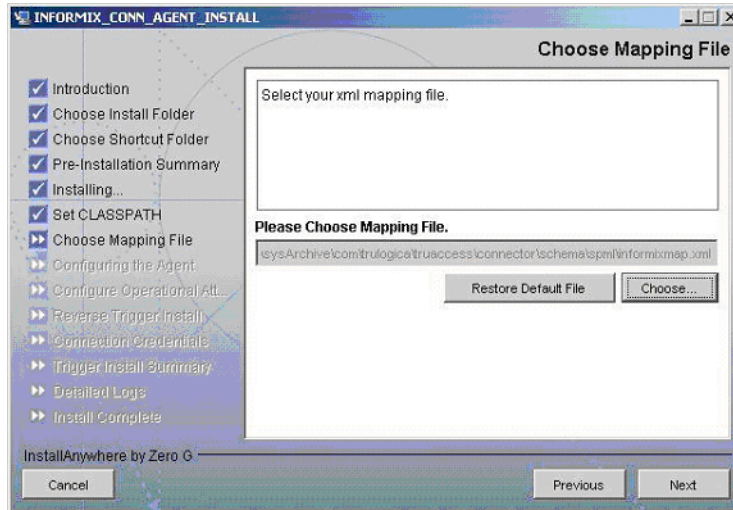 INFORMIX_CONN_AGENT_INSTALL
Choose Mapping File
Introduction
Choose Install Folder
Choose Shortcut Folder
Pre-Installation Summary
Installing...
Set CLASSPATH
Choose Mapping File
Configuring the Agent
Configure Operational Att...
Reverse Trigger Install
Connection Credentials
Trigger Install Summary
Detailed Logs
Install Complete
Select your xml mapping file.
Please Choose Mapping File.
\sysArchive\com\trulogica\truaccess\connector\schema\spml\informixmap.xml
Restore Default File
Choose...
InstallAnywhere by Zero G
Cancel
Previous
Next